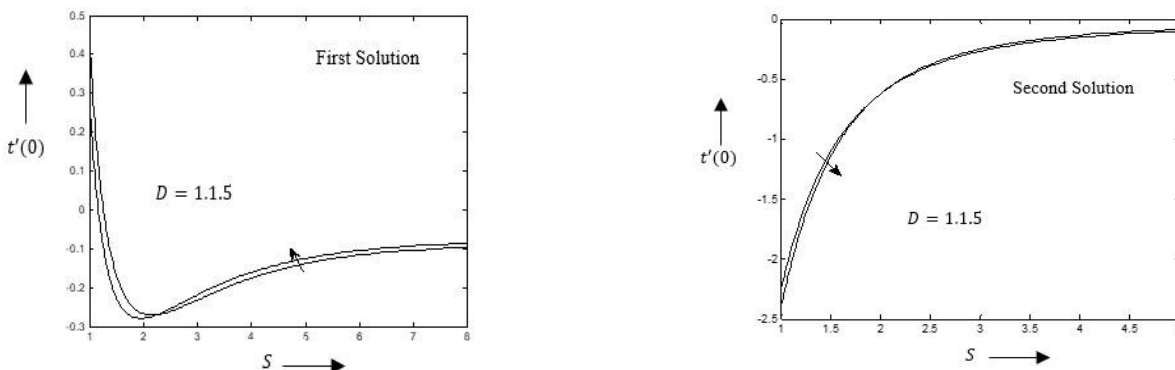 0.5
0.4
0.3
0.2
0.1
0
-0.1
-0.2
-0.3
1 2 3 4 5 6 7 8
First Solution
t′(0)
D = 1.1.5
S
0
-0.5
-1
-1.5
-2
-2.5
1 1.5 2 2.5 3 3.5 4 4.5
Second Solution
t′(0)
D = 1.1.5
S